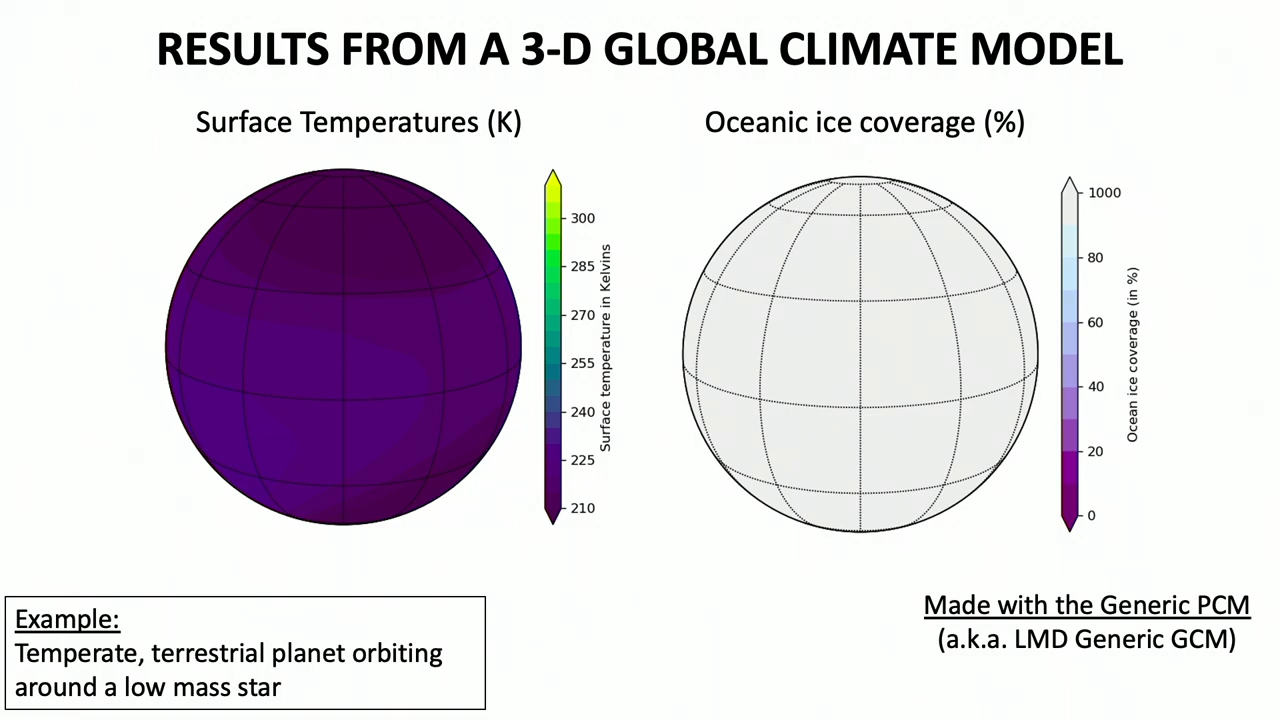 RESULTS FROM A 3-D GLOBAL CLIMATE MODEL
Surface Temperatures (K)
Oceanic ice coverage (%)
300
285
270
255
240
225
210
Surface temperature in Kelvins
1000
80
60
40
20
0
Ocean ice coverage (in %)
Example:
Temperate, terrestrial planet orbiting
around a low mass star
Made with the Generic PCM
(a.k.a. LMD Generic GCM)